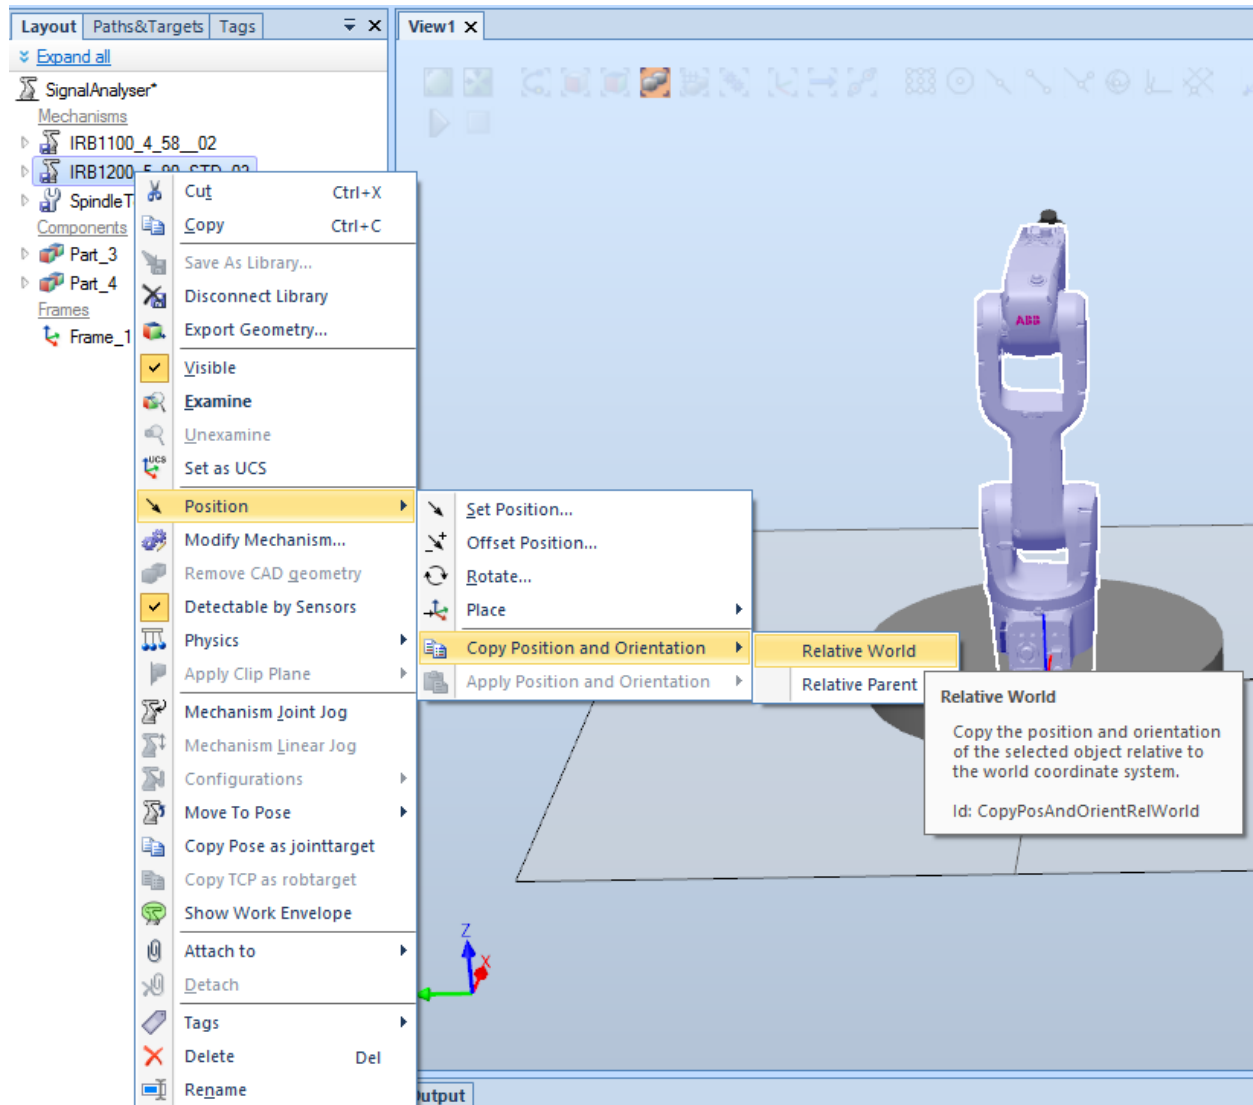 Layout Paths&Targets Tags
View1
Expand all
SignalAnalyser*
Mechanisms
IRB1100_4_58__02
IRB1200_5_90_STD_02
SpindleT
Components
Part_3
Part_4
Frames
Frame_1
Cut Ctrl+X
Copy Ctrl+C
Save As Library...
Disconnect Library
Export Geometry...
Visible
Examine
Unexamine
UCS
Set as UCS
Position
Modify Mechanism...
Remove CAD geometry
Detectable by Sensors
Physics
Apply Clip Plane
Mechanism Joint Jog
Mechanism Linear Jog
Configurations
Move To Pose
Copy Pose as jointtarget
Copy TCP as robtarget
Show Work Envelope
Attach to
Detach
Tags
Delete Del
Rename
Set Position...
Offset Position...
Rotate...
Place
Copy Position and Orientation
Apply Position and Orientation
Relative World
Relative Parent
Relative World
Copy the position and orientation
of the selected object relative to
the world coordinate system.
Id: CopyPosAndOrientRelWorld
ABB
Z
X
utput